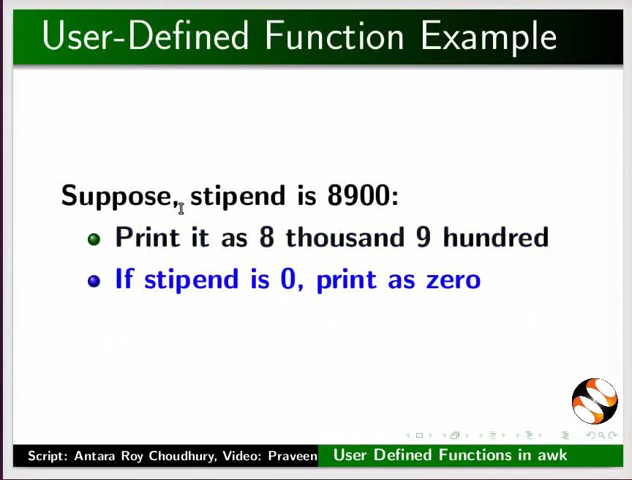 User-Defined Function Example
Suppose, stipend is 8900:
Print it as 8 thousand 9 hundred
If stipend is 0, print as zero
Script: Antara Roy Choudhury, Video: Praveen
User Defined Functions in awk